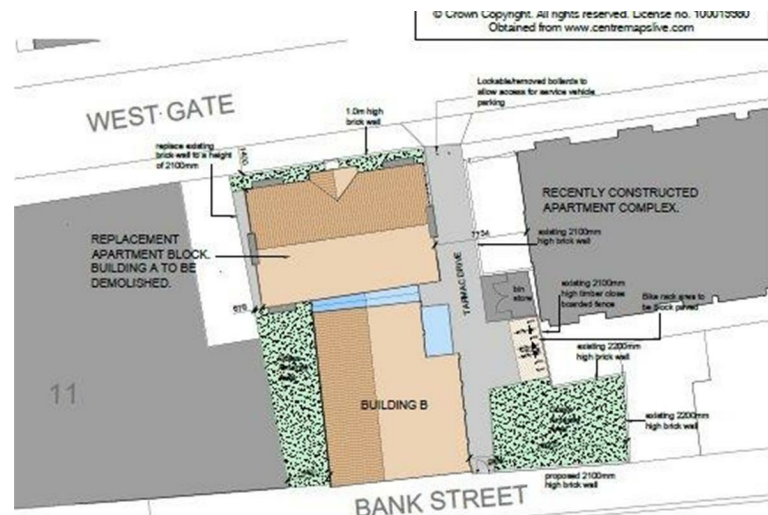 © Crown Copyright. All rights reserved. License no. 100019980
Obtained from www.centremapslive.com
WEST GATE
Lockable/removed bollards to
allow access for service vehicle
parking
1.0m high
brick wall
replace existing
brick wall to a height
of 2100mm
RECENTLY CONSTRUCTED
APARTMENT COMPLEX.
REPLACEMENT
APARTMENT BLOCK.
BUILDING A TO BE
DEMOLISHED.
existing 2100mm
high brick wall
TARMAC DRIVE
bin
store
existing 2100mm
high timber close
boarded fence
Bike rack area to
be block paved
existing 2200mm
high brick wall
11
BUILDING B
existing 2200mm
high brick wall
proposed 2100mm
high brick wall
BANK STREET